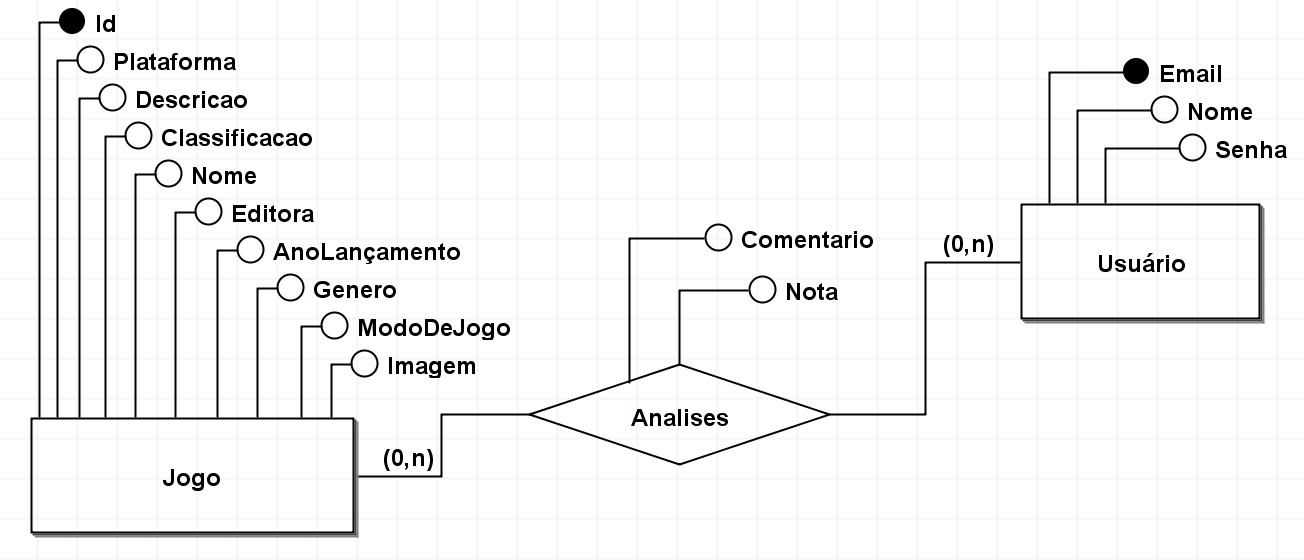 Id
Plataforma
Descricao
Classificacao
Nome
Editora
AnoLançamento
Genero
ModoDeJogo
Imagem
Jogo
(0,n)
Comentario
Nota
Analises
(0,n)
Email
Nome
Senha
Usuário